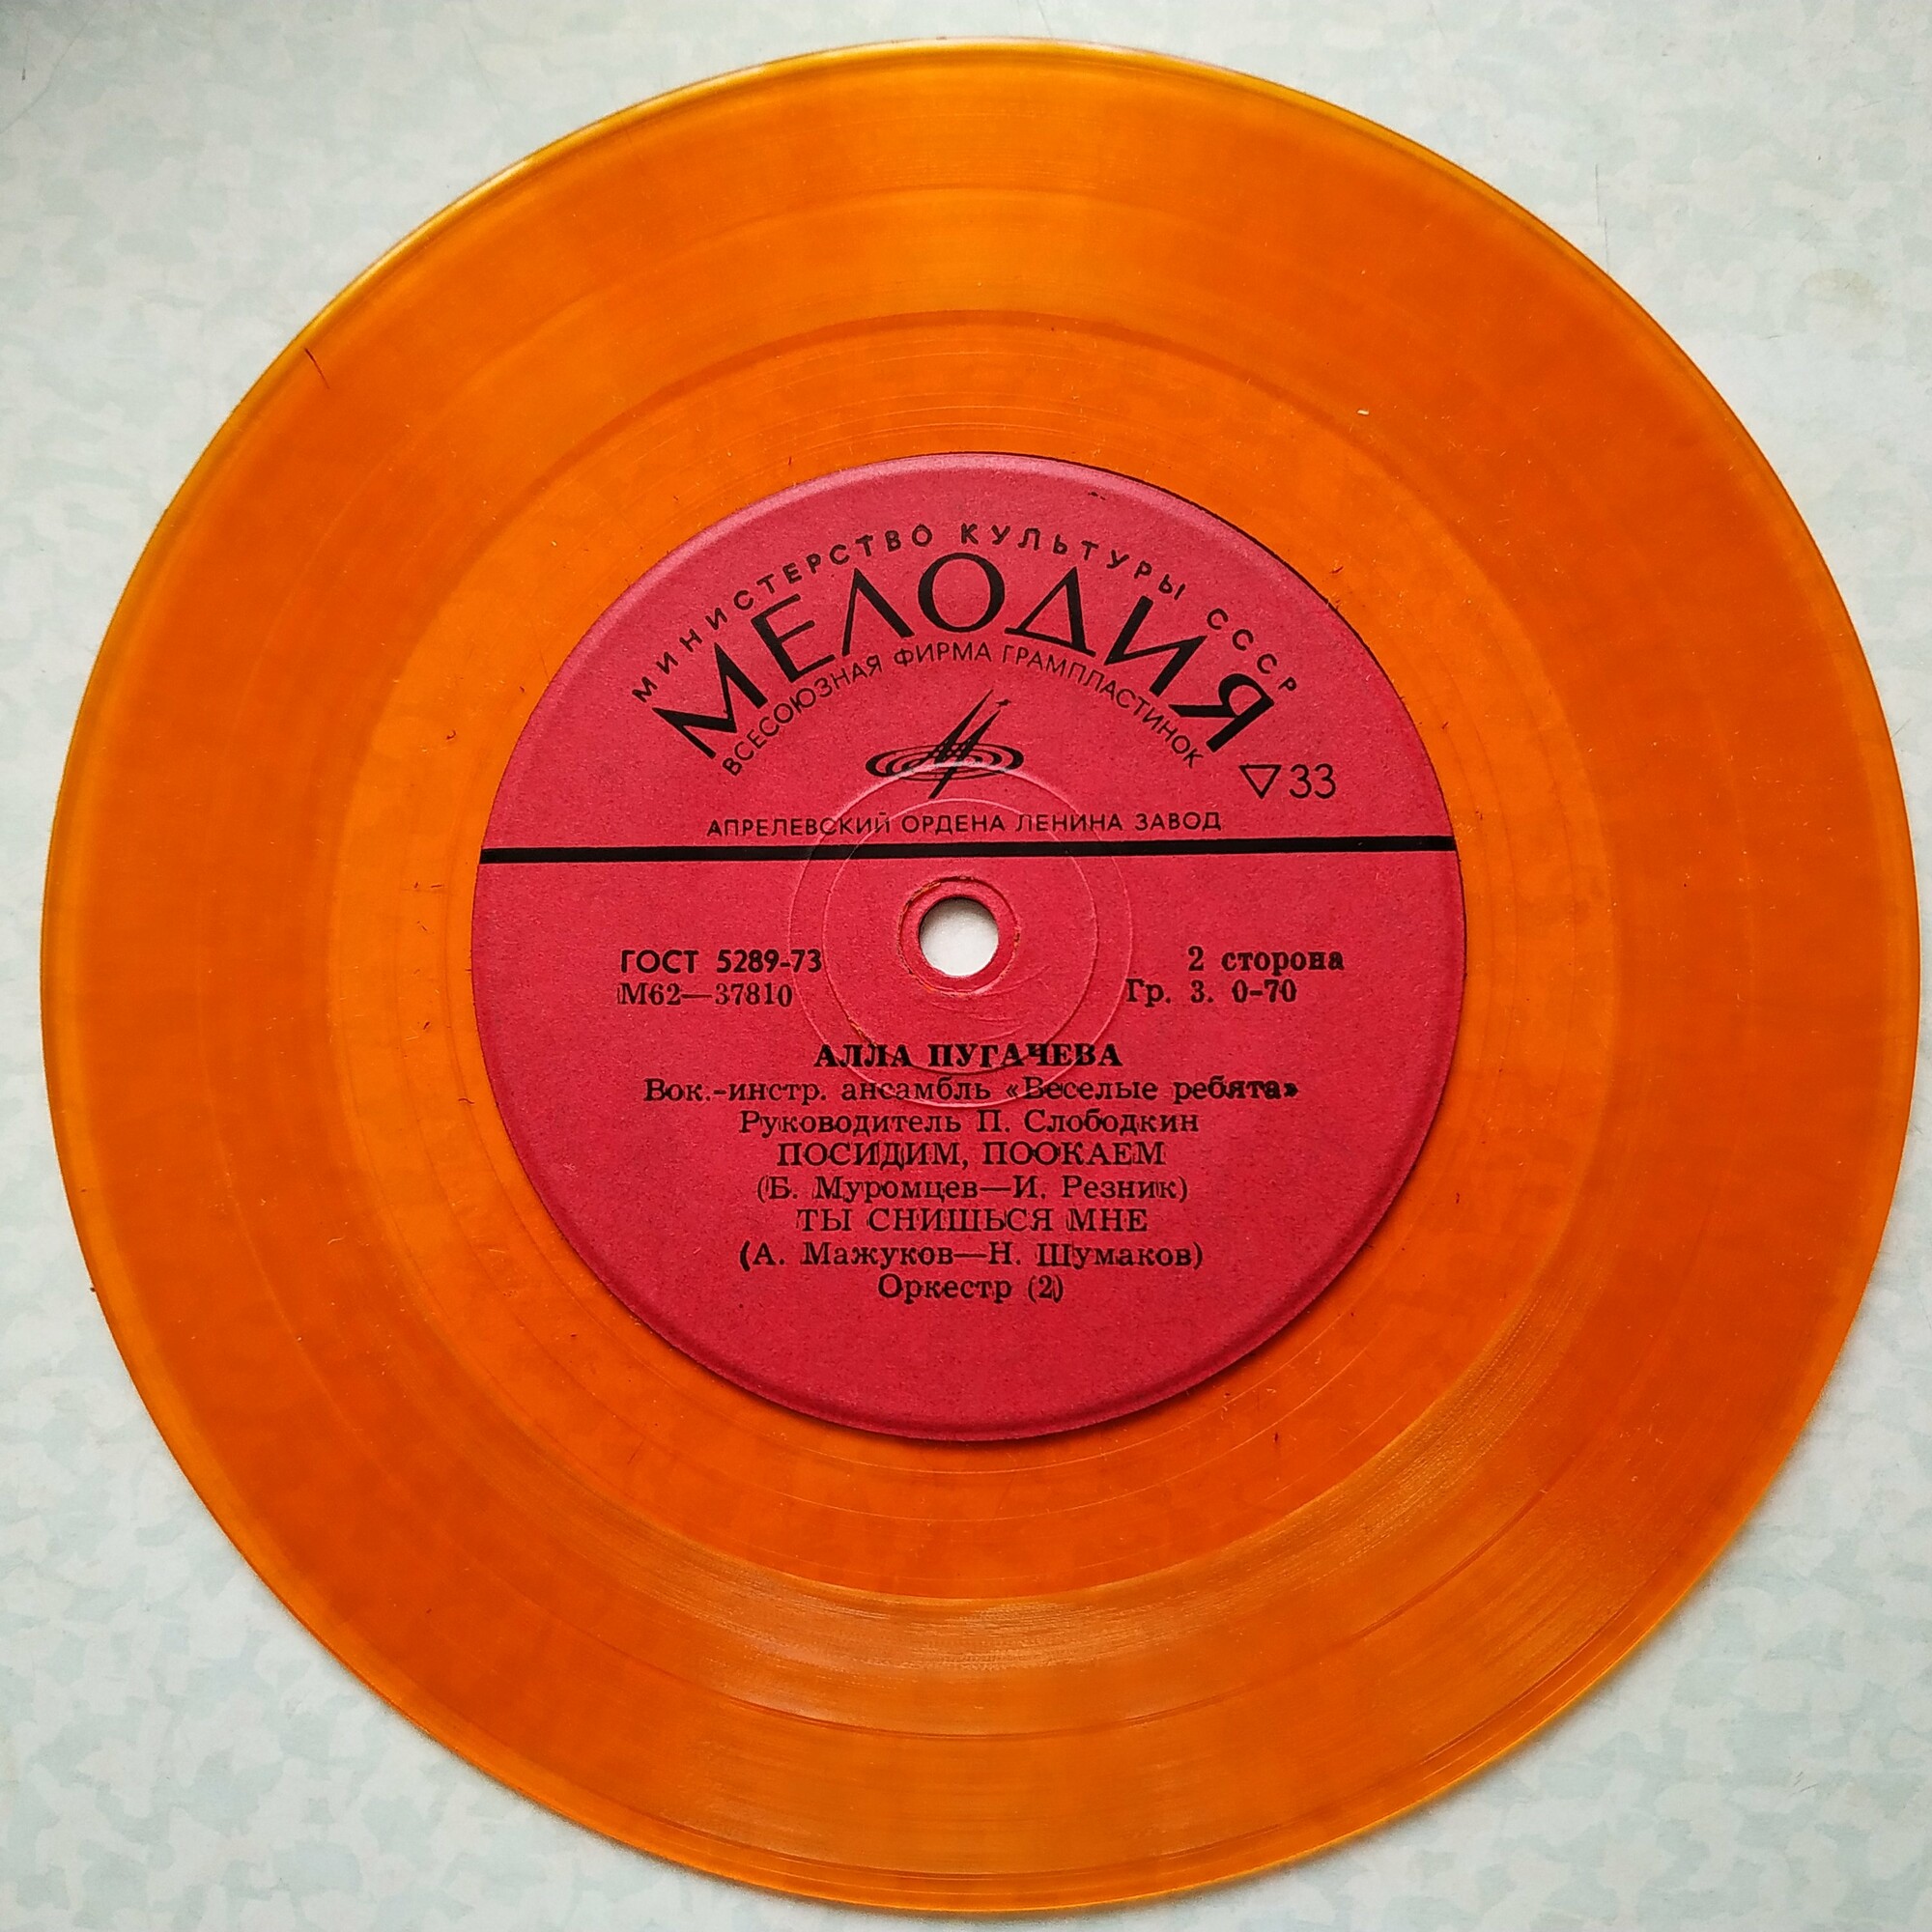 МИНИСТЕРСТВО КУЛЬТУРЫ СССР
МЕЛОДИЯ
ВСЕСОЮЗНАЯ ФИРМА ГРАМПЛАСТИНОК
▽33
АПРЕЛЕВСКИЙ ОРДЕНА ЛЕНИНА ЗАВОД
ГОСТ 5289-73 2 сторона
М62—37810 Гр. 3. 0-70
АЛЛА ПУГАЧЕВА
Вок.-инстр. ансамбль «Веселые ребята»
Руководитель П. Слободкин
ПОСИДИМ, ПООКАЕМ
(Б. Муромцев—И. Резник)
ТЫ СНИШЬСЯ МНЕ
(А. Мажуков—Н. Шумаков)
Оркестр (2)